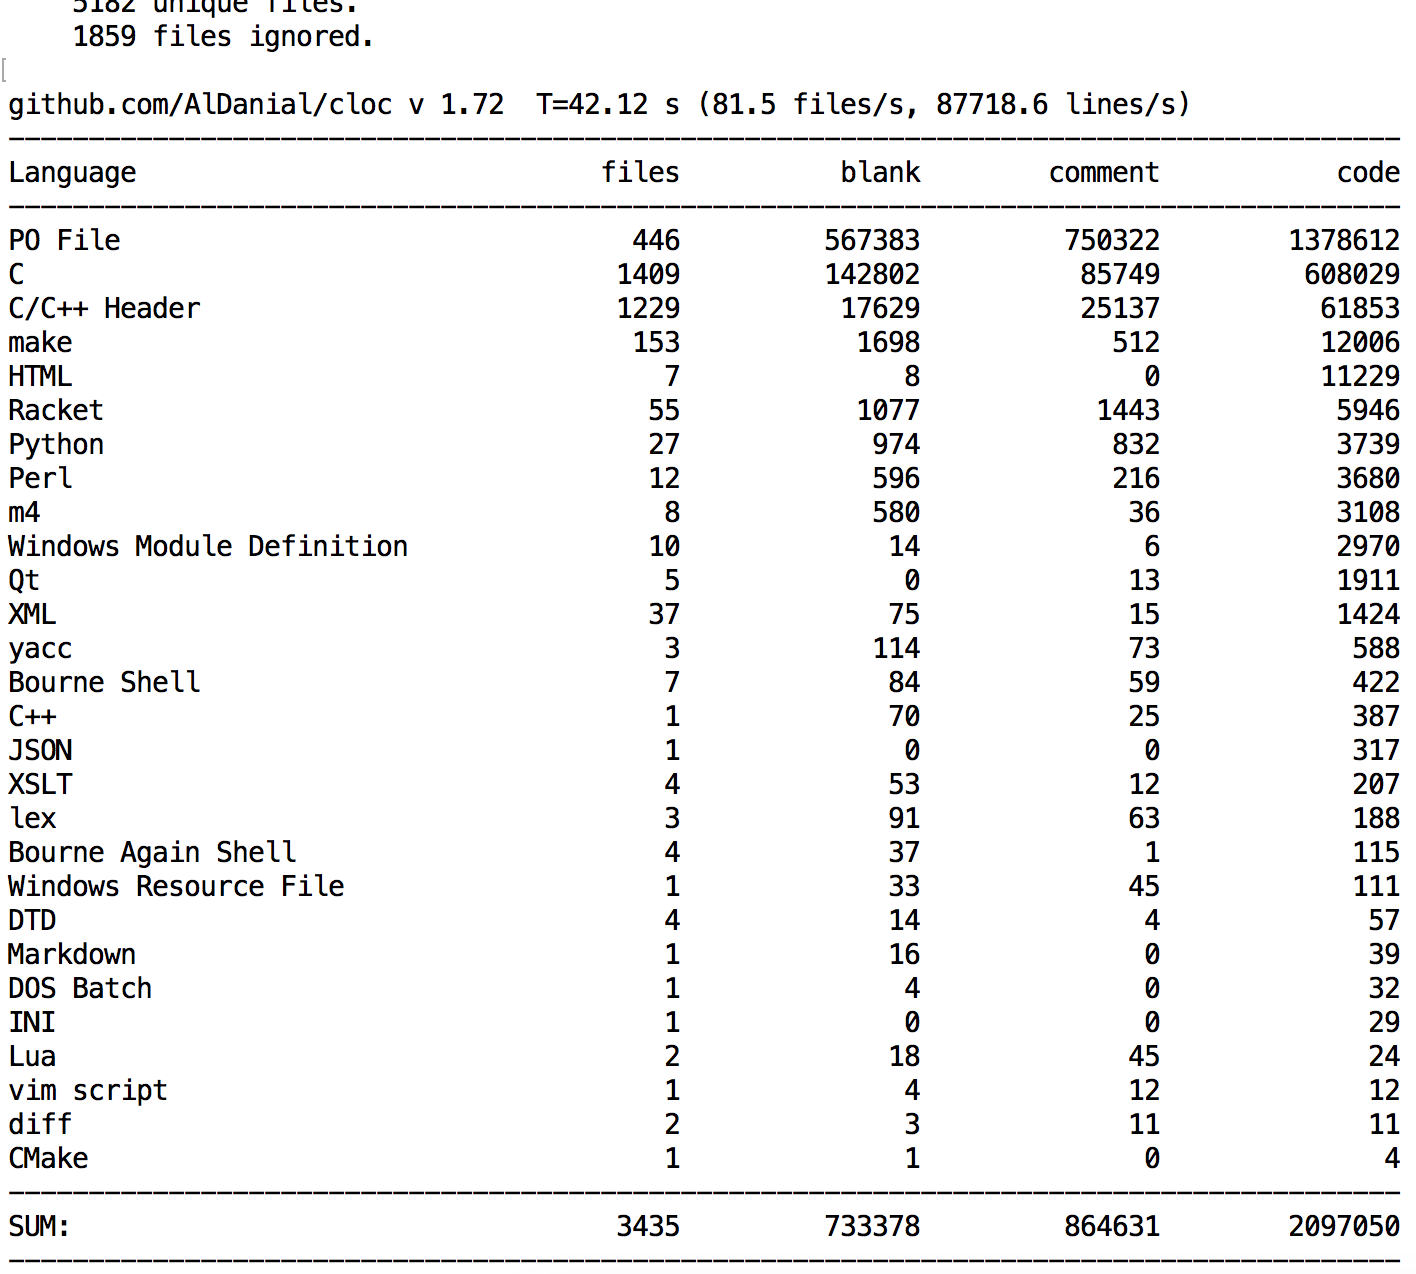 5182 unique files.
1859 files ignored.
github.com/AlDanial/cloc v 1.72  T=42.12 s (81.5 files/s, 87718.6 lines/s)
---------------------------------------------------------------------------------------
Language                             files          blank        comment           code
---------------------------------------------------------------------------------------
PO File                                446         567383         750322        1378612
C                                     1409         142802          85749         608029
C/C++ Header                          1229          17629          25137          61853
make                                   153           1698            512          12006
HTML                                     7              8              0          11229
Racket                                  55           1077           1443           5946
Python                                  27            974            832           3739
Perl                                    12            596            216           3680
m4                                       8            580             36           3108
Windows Module Definition               10             14              6           2970
Qt                                       5              0             13           1911
XML                                     37             75             15           1424
yacc                                     3            114             73            588
Bourne Shell                             7             84             59            422
C++                                      1             70             25            387
JSON                                     1              0              0            317
XSLT                                     4             53             12            207
lex                                      3             91             63            188
Bourne Again Shell                       4             37              1            115
Windows Resource File                    1             33             45            111
DTD                                      4             14              4             57
Markdown                                 1             16              0             39
DOS Batch                                1              4              0             32
INI                                      1              0              0             29
Lua                                      2             18             45             24
vim script                               1              4             12             12
diff                                     2              3             11             11
CMake                                    1              1              0              4
---------------------------------------------------------------------------------------
SUM:                                  3435         733378         864631        2097050
---------------------------------------------------------------------------------------